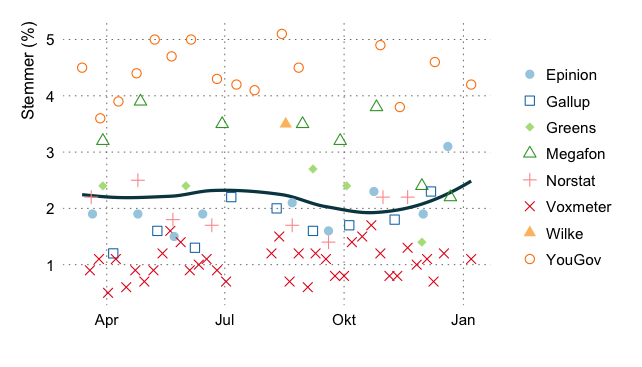 Stemmer (%)
5
4
3
2
1
Apr
Jul
Okt
Jan
Epinion
Gallup
Greens
Megafon
Norstat
Voxmeter
Wilke
YouGov